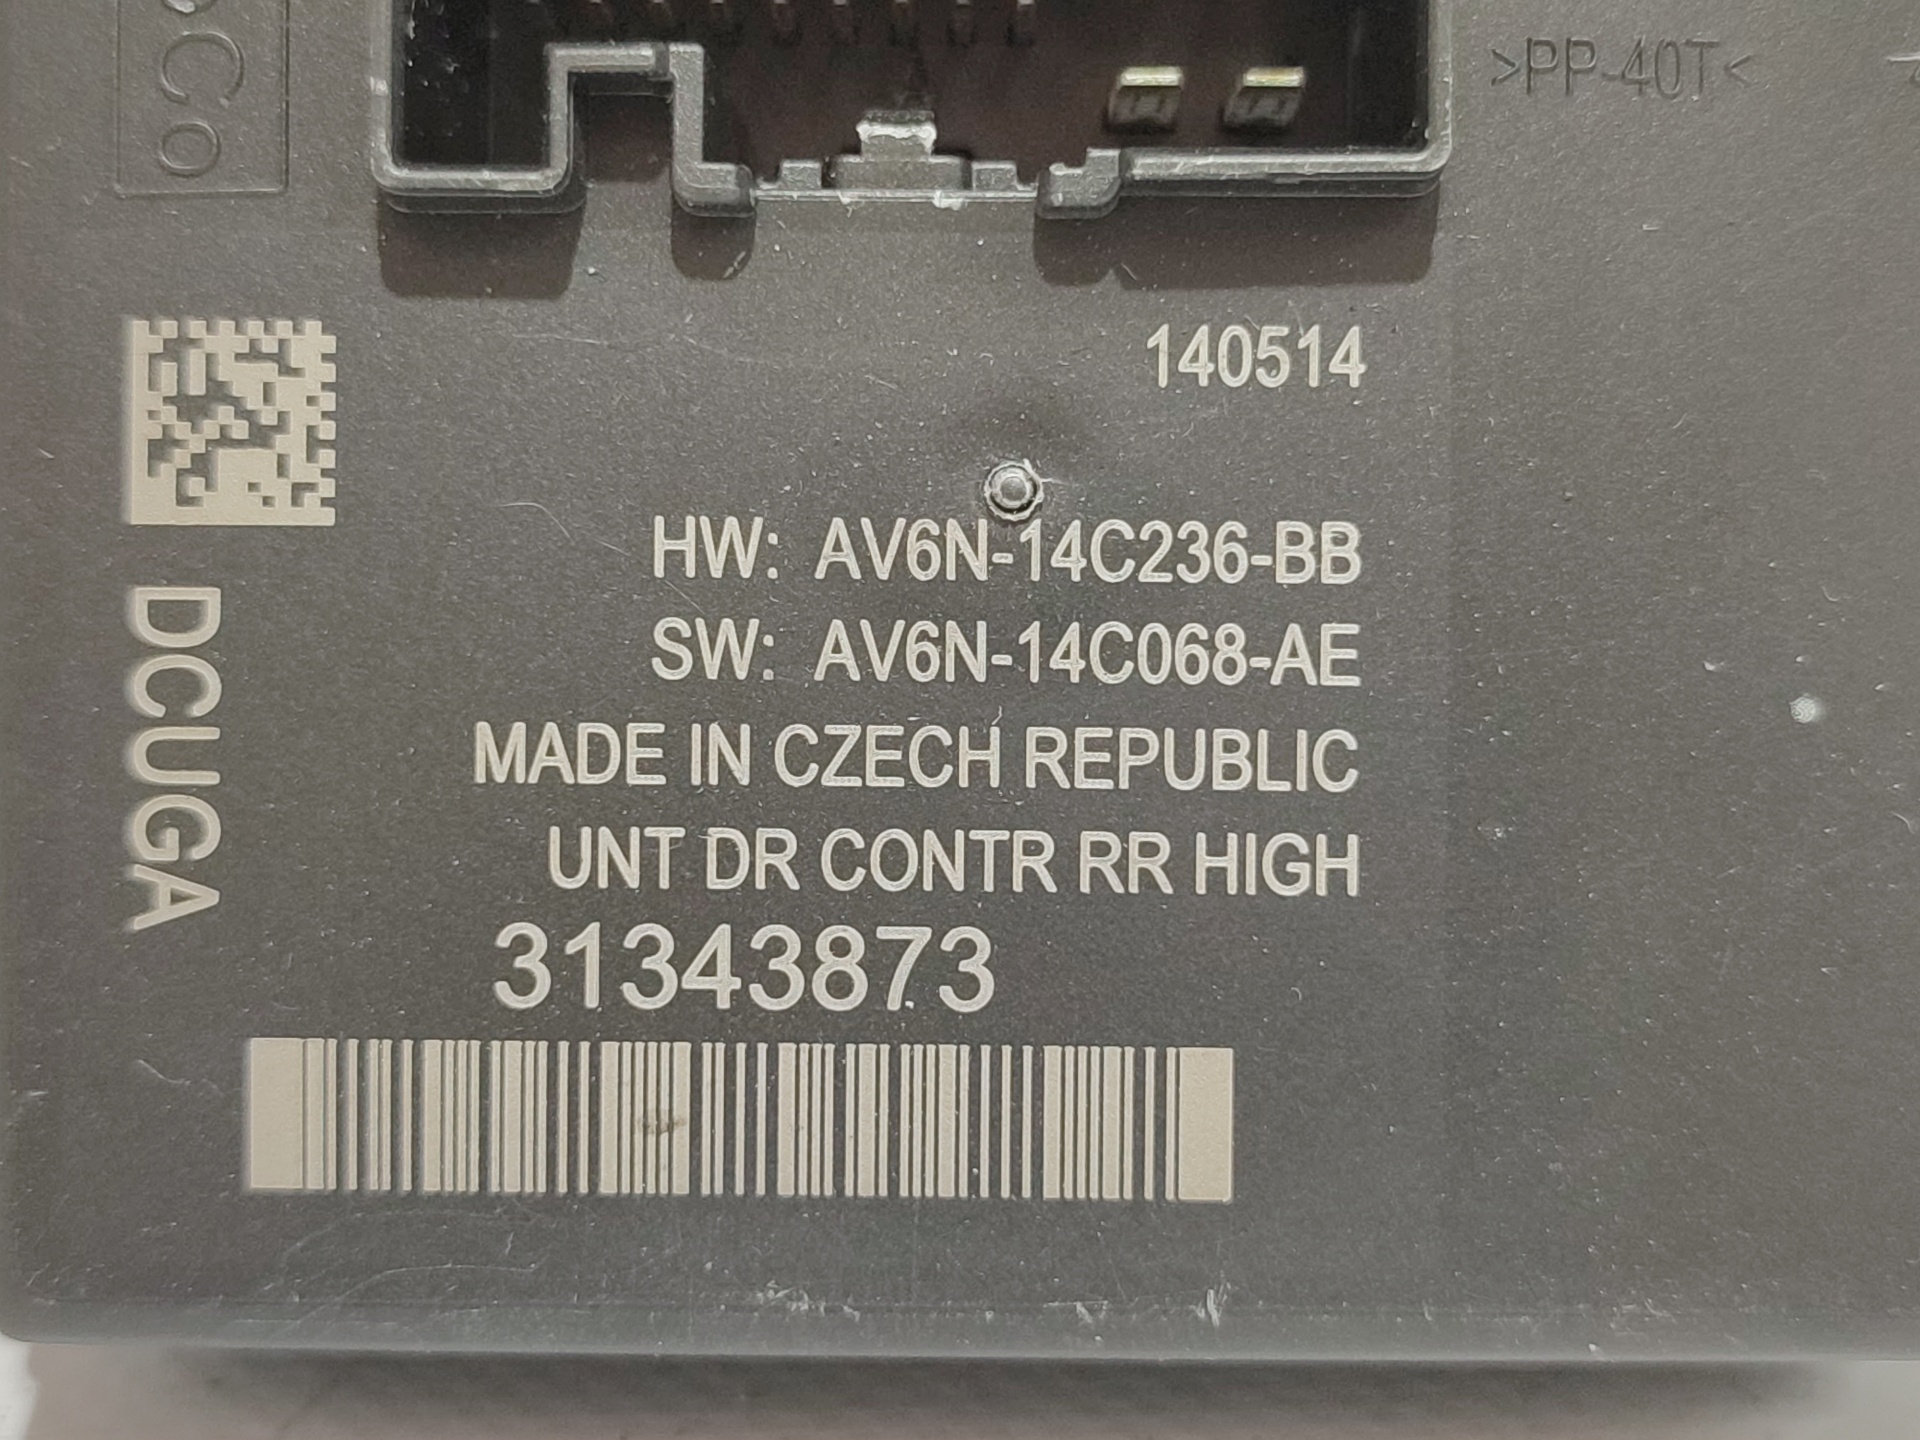 >PP-40T<
140514
HW: AV6N-14C236-BB
SW: AV6N-14C068-AE
MADE IN CZECH REPUBLIC
UNT DR CONTR RR HIGH
31343873
DCUGA